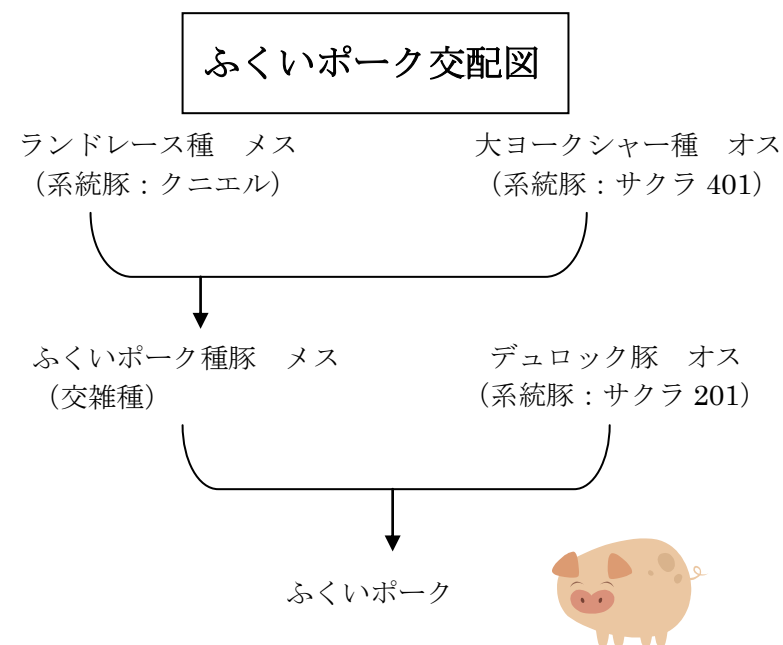 ふくいポーク交配図
ランドレース種　メス
（系統豚：クニエル）
大ヨークシャー種　オス
（系統豚：サクラ 401）
ふくいポーク種豚　メス
（交雑種）
デュロック豚　オス
（系統豚：サクラ 201）
ふくいポーク